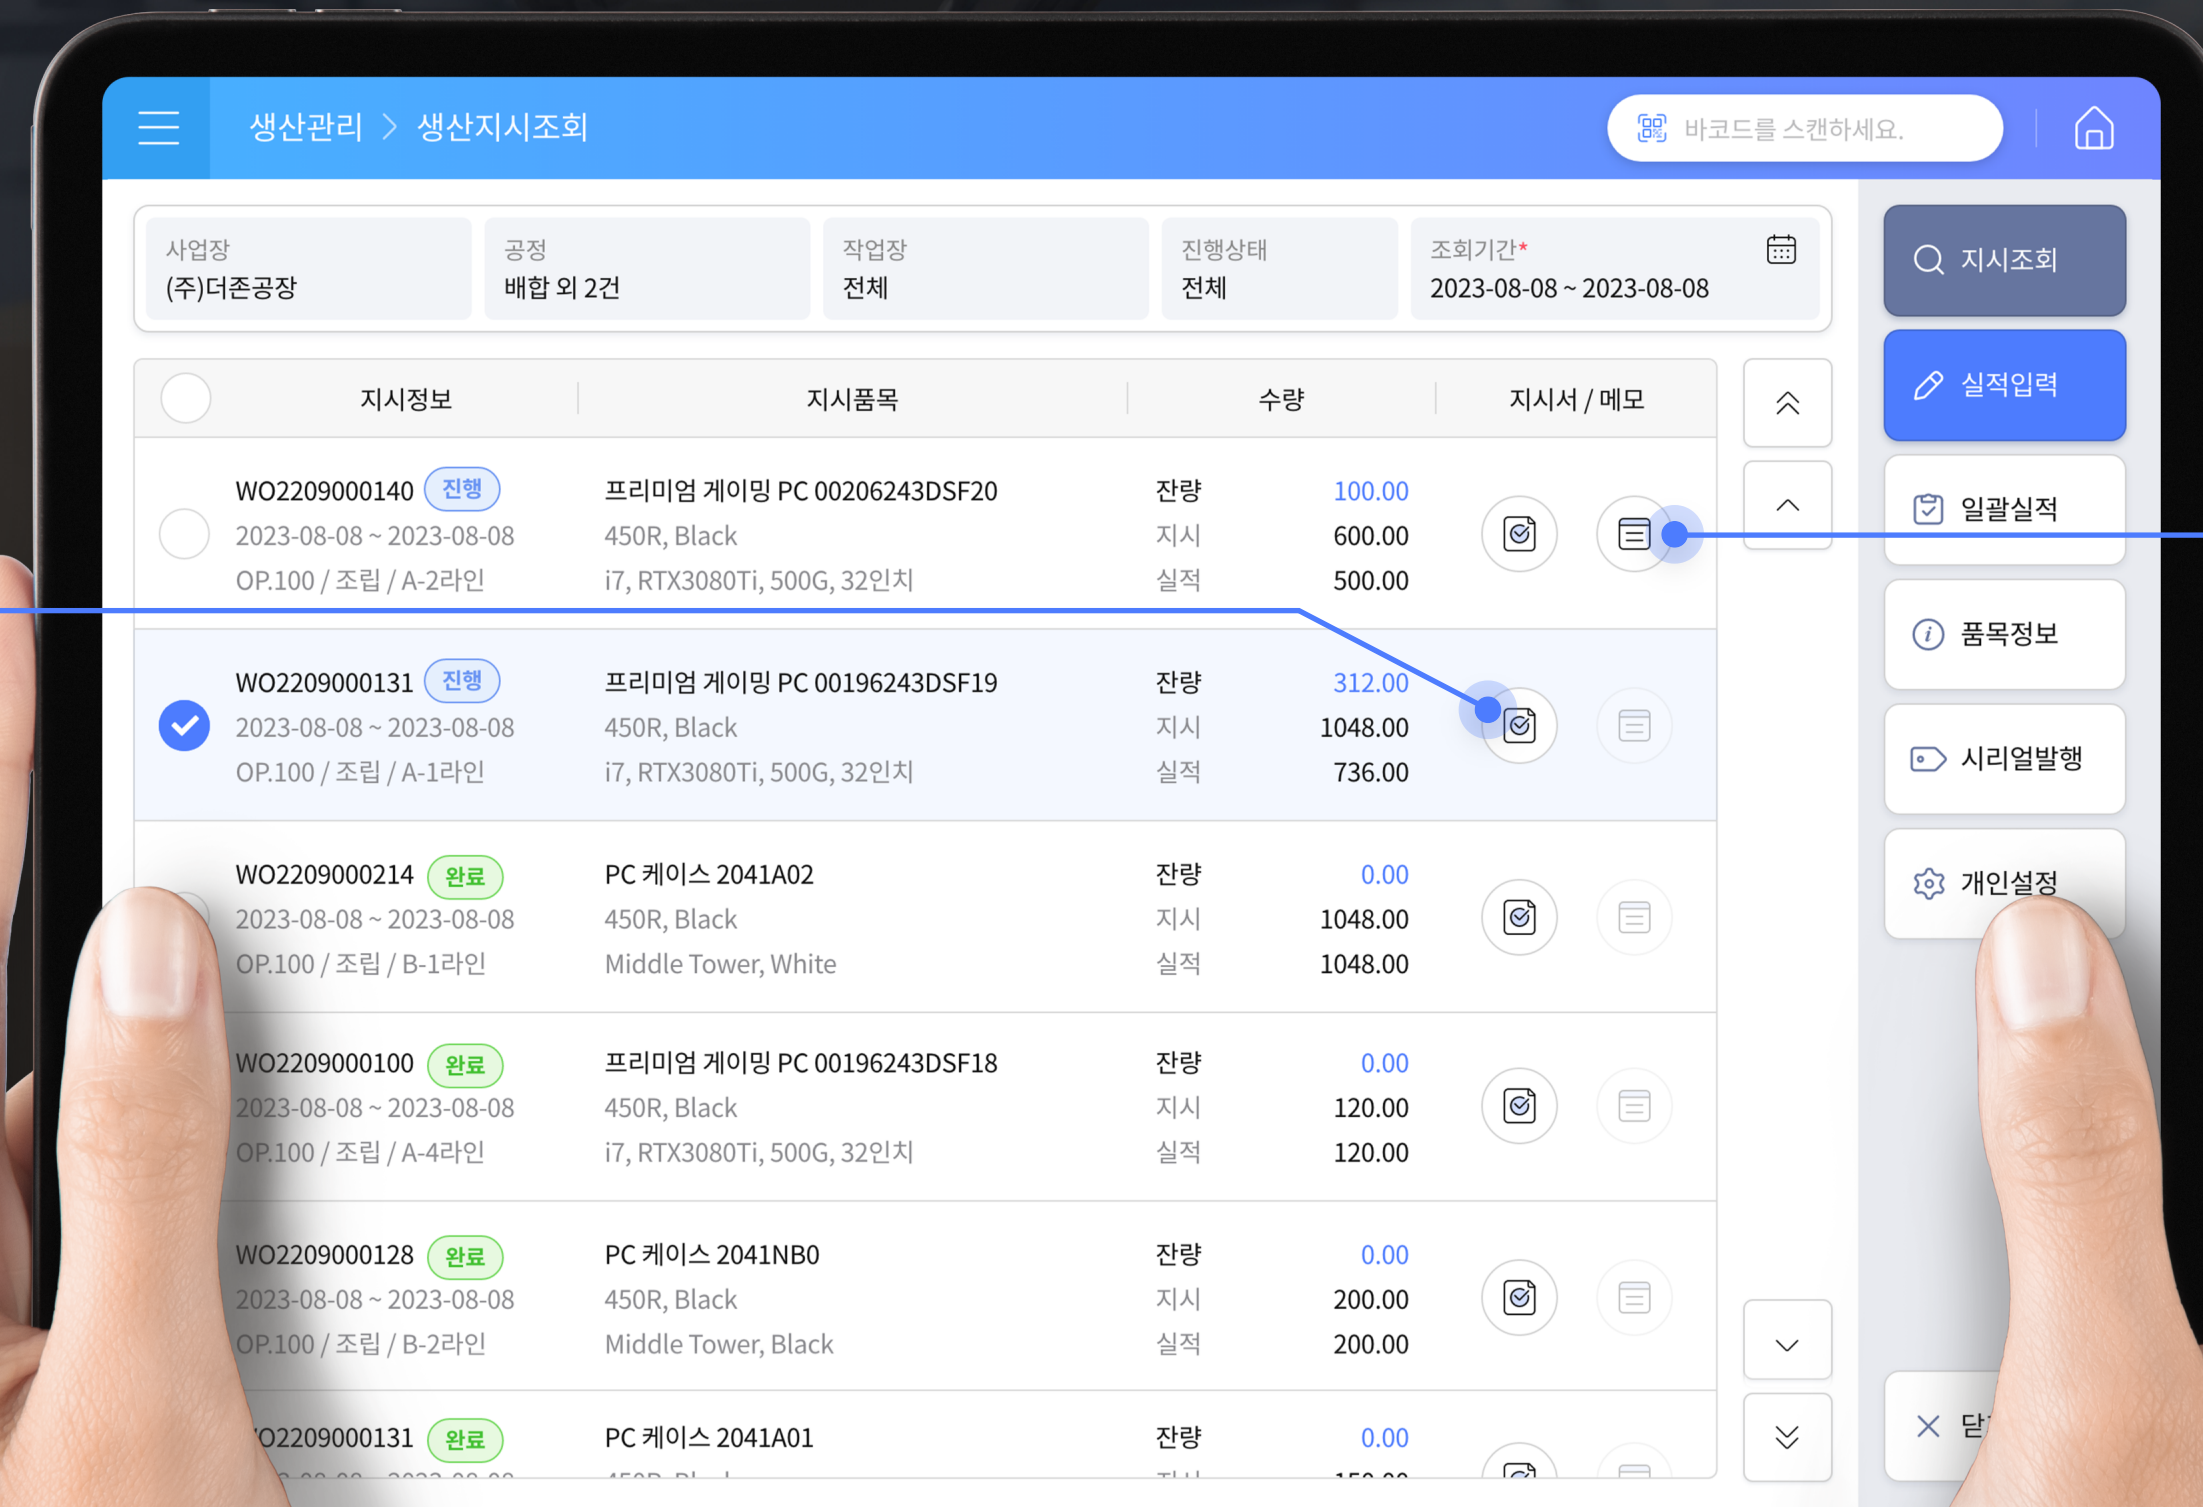 생산관리 > 생산지시조회
바코드를 스캔하세요.
사업장
(주)더존공장
공정
배합 외 2건
작업장
전체
진행상태
전체
조회기간*
2023-08-08 ~ 2023-08-08
지시정보 지시품목 수량 지시서 / 메모
WO2209000140 진행 프리미엄 게이밍 PC 00206243DSF20 잔량 100.00
2023-08-08 ~ 2023-08-08 450R, Black 지시 600.00
OP.100 / 조립 / A-2라인 i7, RTX3080Ti, 500G, 32인치 실적 500.00
WO2209000131 진행 프리미엄 게이밍 PC 00196243DSF19 잔량 312.00
2023-08-08 ~ 2023-08-08 450R, Black 지시 1048.00
OP.100 / 조립 / A-1라인 i7, RTX3080Ti, 500G, 32인치 실적 736.00
WO2209000214 완료 PC 케이스 2041A02 잔량 0.00
2023-08-08 ~ 2023-08-08 450R, Black 지시 1048.00
OP.100 / 조립 / B-1라인 Middle Tower, White 실적 1048.00
WO2209000100 완료 프리미엄 게이밍 PC 00196243DSF18 잔량 0.00
2023-08-08 ~ 2023-08-08 450R, Black 지시 120.00
OP.100 / 조립 / A-4라인 i7, RTX3080Ti, 500G, 32인치 실적 120.00
WO2209000128 완료 PC 케이스 2041NB0 잔량 0.00
2023-08-08 ~ 2023-08-08 450R, Black 지시 200.00
OP.100 / 조립 / B-2라인 Middle Tower, Black 실적 200.00
O2209000131 완료 PC 케이스 2041A01 잔량 0.00
지시조회
실적입력
일괄실적
품목정보
시리얼발행
개인설정